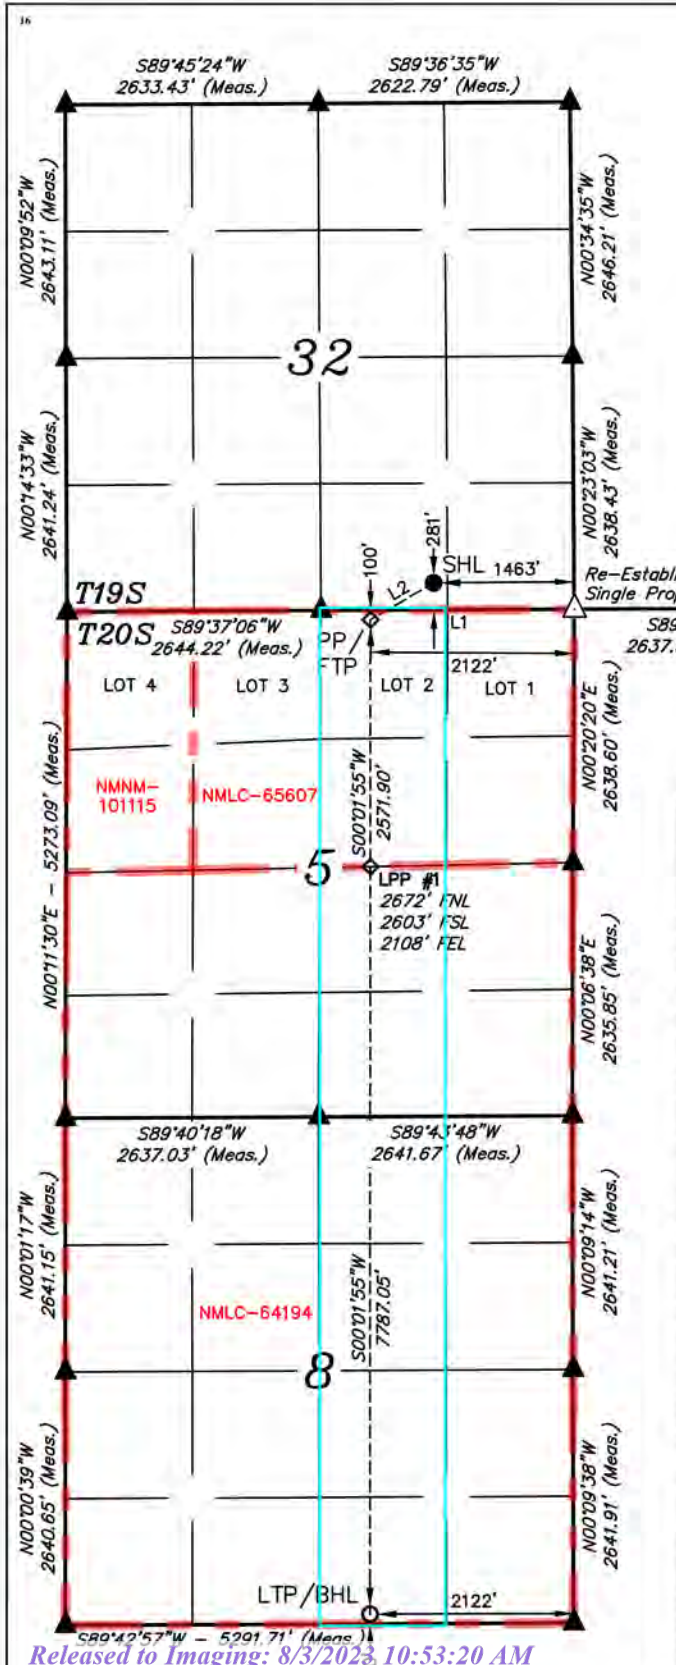 16
S89°45'24"W
2633.43' (Meas.)
S89°36'35"W
2622.79' (Meas.)
N00°09'52"W
2643.11' (Meas.)
N00°34'35"W
2646.21' (Meas.)
32
N00°14'33"W
2641.24' (Meas.)
N00°23'03"W
2638.43' (Meas.)
281'
100'
SHL 1463'
L2
Re-Establi
Single Prop
T19S
T20S
S89°37'06"W
2644.22' (Meas.)
PP/
FTP
L1
S89
2637.
2122'
LOT 4
LOT 3
LOT 2
LOT 1
N00°20'20"E
2638.60' (Meas.)
NMNM-
101115
NMLC-65607
S00°01'55"W
2571.90'
N00°11'30"E - 5273.09' (Meas.)
5
LPP #1
2672' FNL
2603' FSL
2108' FEL
N00°06'38"E
2635.85' (Meas.)
S89°40'18"W
2637.03' (Meas.)
S89°43'48"W
2641.67' (Meas.)
N00°01'17"W
2641.15' (Meas.)
N00°09'14"W
2641.21' (Meas.)
S00°01'55"W
7787.05'
NMLC-64194
8
N00°00'39"W
2640.65' (Meas.)
N00°09'38"W
2641.91' (Meas.)
LTP/BHL
2122'
S89°42'57"W - 5291.71' (Meas.)
Released to Imaging: 8/3/2023 10:53:20 AM